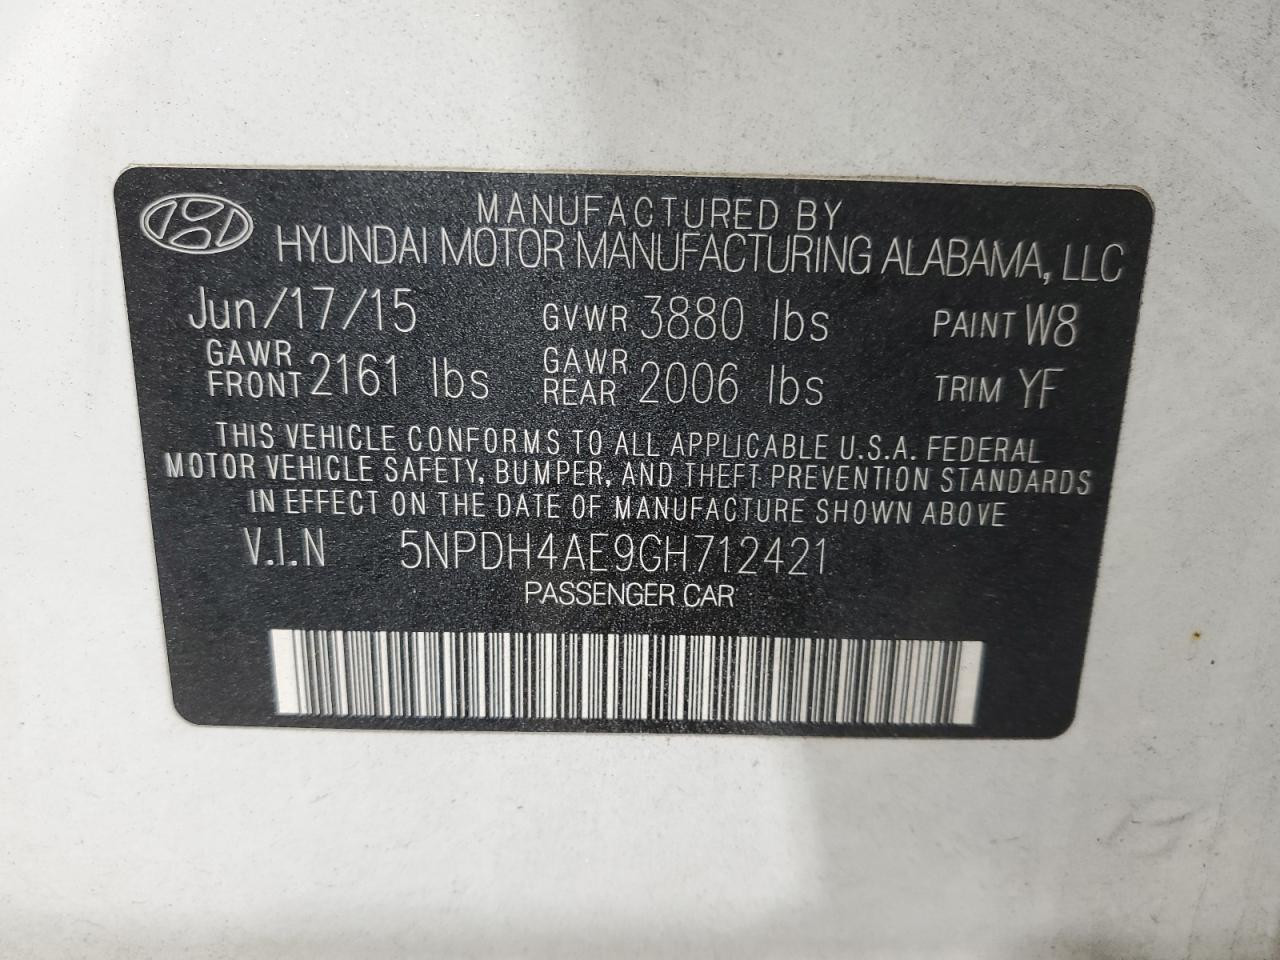 MANUFACTURED BY
HYUNDAI MOTOR MANUFACTURING ALABAMA, LLC
Jun/17/15 GVWR 3880 lbs PAINT W8
GAWR FRONT 2161 lbs GAWR REAR 2006 lbs TRIM YF
THIS VEHICLE CONFORMS TO ALL APPLICABLE U.S.A. FEDERAL
MOTOR VEHICLE SAFETY, BUMPER, AND THEFT PREVENTION STANDARDS
IN EFFECT ON THE DATE OF MANUFACTURE SHOWN ABOVE
V.I.N 5NPDH4AE9GH712421
PASSENGER CAR